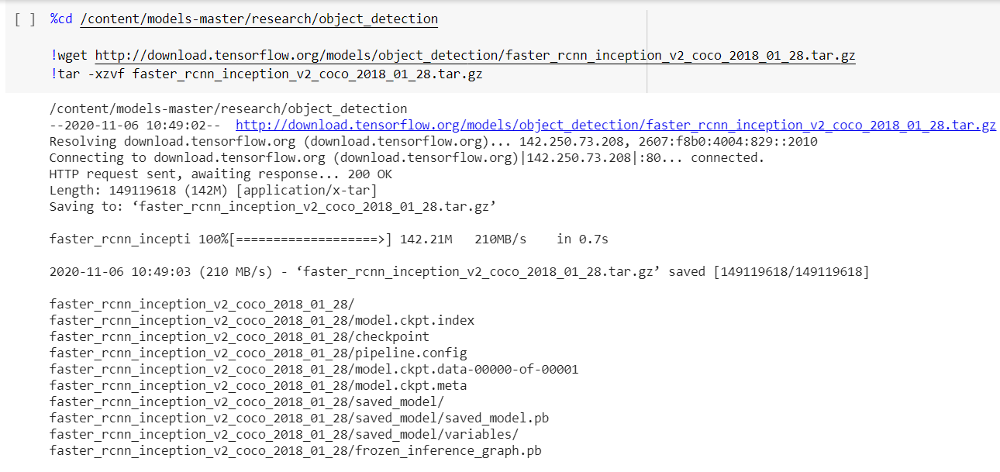 [ ] %cd /content/models-master/research/object_detection
!wget http://download.tensorflow.org/models/object_detection/faster_rcnn_inception_v2_coco_2018_01_28.tar.gz
!tar -xzvf faster_rcnn_inception_v2_coco_2018_01_28.tar.gz
/content/models-master/research/object_detection
--2020-11-06 10:49:02--  http://download.tensorflow.org/models/object_detection/faster_rcnn_inception_v2_coco_2018_01_28.tar.gz
Resolving download.tensorflow.org (download.tensorflow.org)... 142.250.73.208, 2607:f8b0:4004:829::2010
Connecting to download.tensorflow.org (download.tensorflow.org)|142.250.73.208|:80... connected.
HTTP request sent, awaiting response... 200 OK
Length: 149119618 (142M) [application/x-tar]
Saving to: ‘faster_rcnn_inception_v2_coco_2018_01_28.tar.gz’
faster_rcnn_incepti 100%[===================>] 142.21M   210MB/s    in 0.7s
2020-11-06 10:49:03 (210 MB/s) - ‘faster_rcnn_inception_v2_coco_2018_01_28.tar.gz’ saved [149119618/149119618]
faster_rcnn_inception_v2_coco_2018_01_28/
faster_rcnn_inception_v2_coco_2018_01_28/model.ckpt.index
faster_rcnn_inception_v2_coco_2018_01_28/checkpoint
faster_rcnn_inception_v2_coco_2018_01_28/pipeline.config
faster_rcnn_inception_v2_coco_2018_01_28/model.ckpt.data-00000-of-00001
faster_rcnn_inception_v2_coco_2018_01_28/model.ckpt.meta
faster_rcnn_inception_v2_coco_2018_01_28/saved_model/
faster_rcnn_inception_v2_coco_2018_01_28/saved_model/saved_model.pb
faster_rcnn_inception_v2_coco_2018_01_28/saved_model/variables/
faster_rcnn_inception_v2_coco_2018_01_28/frozen_inference_graph.pb